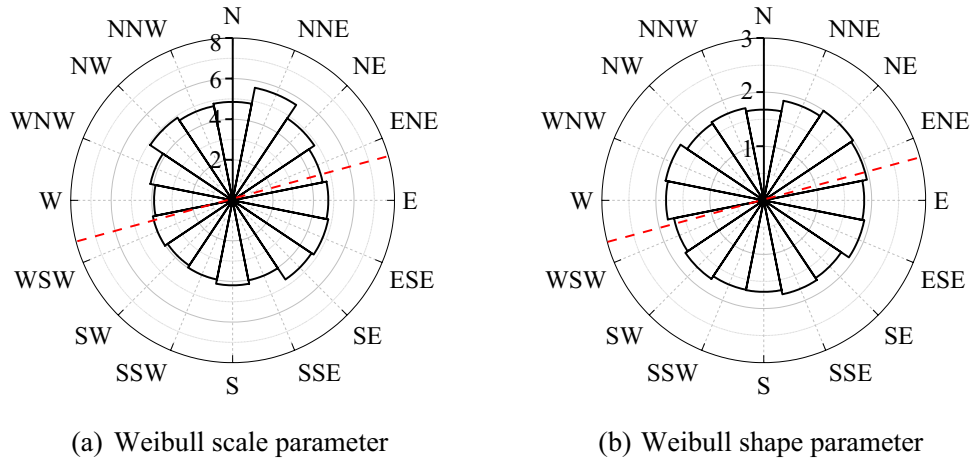 N
NNE
NE
ENE
E
ESE
SE
SSE
S
SSW
SW
WSW
W
WNW
NW
NNW
8
6
4
2
(a) Weibull scale parameter
N
NNE
NE
ENE
E
ESE
SE
SSE
S
SSW
SW
WSW
W
WNW
NW
NNW
3
2
1
(b) Weibull shape parameter